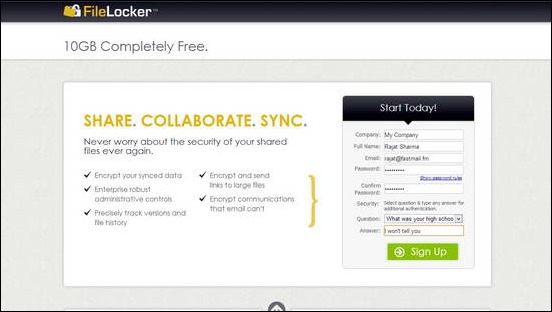 FileLocker™
10GB Completely Free.
SHARE. COLLABORATE. SYNC.
Never worry about the security of your shared
files ever again.
Encrypt your synced data
Enterprise robust
administrative controls
Precisely track versions and
file history
Encrypt and send
links to large files
Encrypt communications
that email can't
Start Today!
Company: My Company
Full Name: Rajat Sharma
Email: rajat@fastmail.fm
Password: •••••••••
Show password rules
Confirm
Password: •••••••••
Security: Select question & type any answer for
additional authentication.
Question: What was your high schoo
Answer: I won't tell you
Sign Up